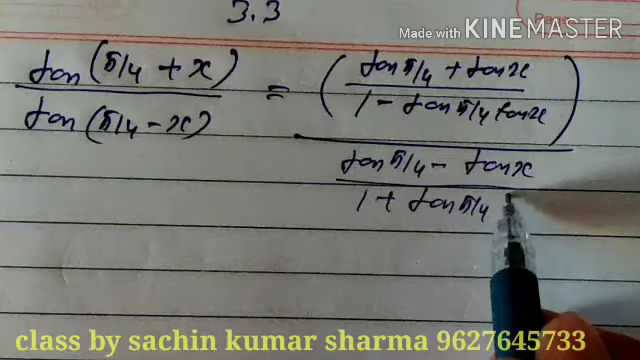 3.3
Made with KINEMASTER
tan(π/4 + x) / tan(π/4 - x) = ((tan π/4 + tan x) / (1 - tan π/4 tan x)) / ((tan π/4 - tan x) / (1 + tan π/4
class by sachin kumar sharma 9627645733